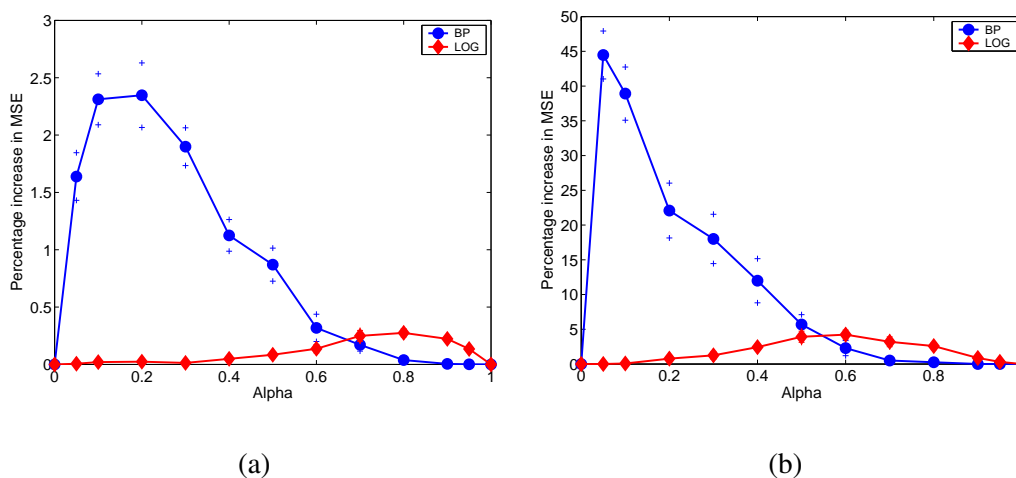 3
2.5
2
1.5
1
0.5
0
0 0.2 0.4 0.6 0.8 1
Percentage increase in MSE
Alpha
BP
LOG
(a)
50
45
40
35
30
25
20
15
10
5
0
0 0.2 0.4 0.6 0.8
Percentage increase in MSE
Alpha
BP
LOG
(b)